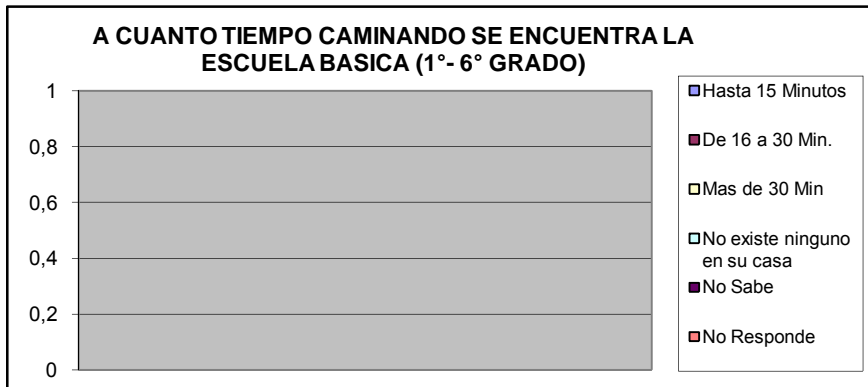 A CUANTO TIEMPO CAMINANDO SE ENCUENTRA LA
ESCUELA BASICA (1°- 6° GRADO)
1
0,8
0,6
0,4
0,2
0
Hasta 15 Minutos
De 16 a 30 Min.
Mas de 30 Min
No existe ninguno
en su casa
No Sabe
No Responde